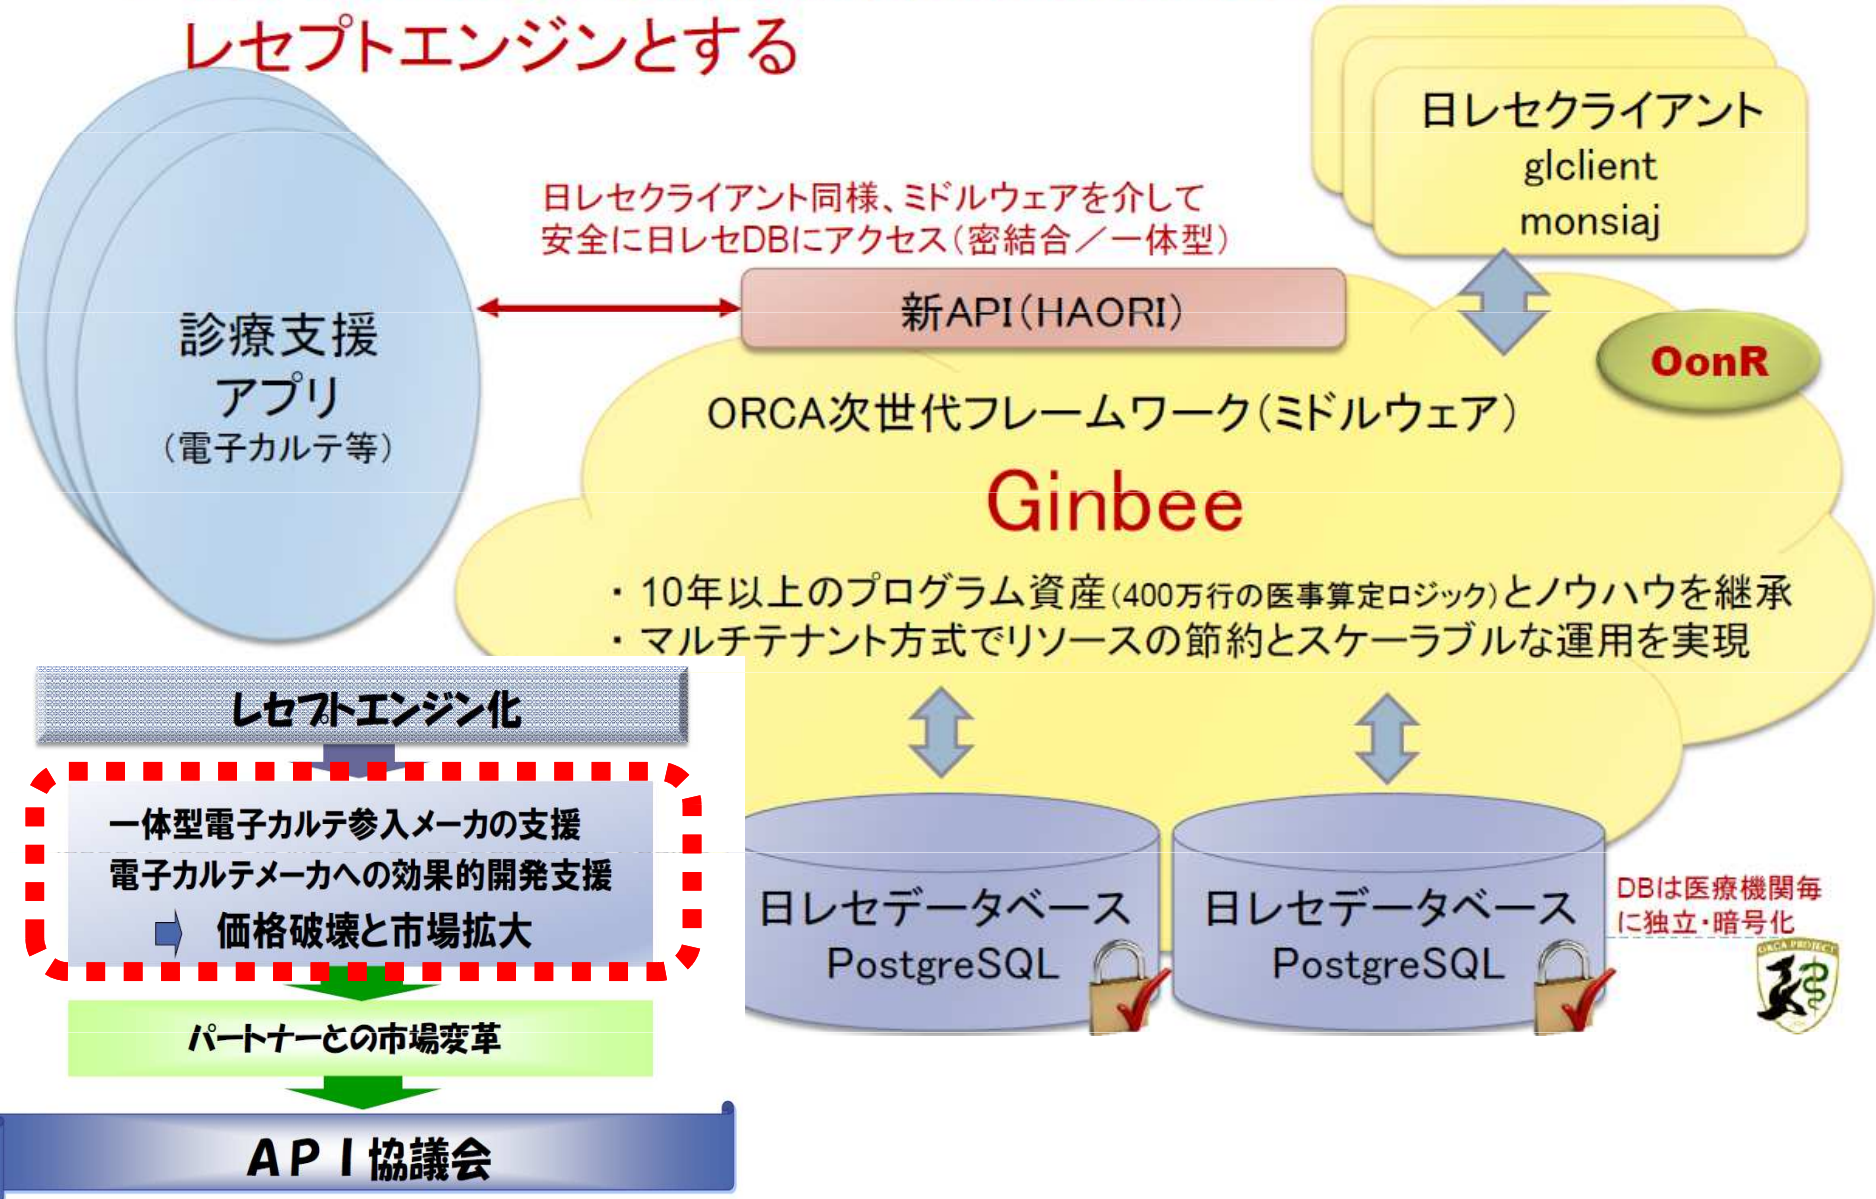 レセプトエンジンとする
日レセクライアント
glclient
monsiaj
日レセクライアント同様、ミドルウェアを介して
安全に日レセDBにアクセス(密結合/一体型)
新API(HAORI)
診療支援
アプリ
(電子カルテ等)
OonR
ORCA次世代フレームワーク(ミドルウェア)
Ginbee
・10年以上のプログラム資産(400万行の医事算定ロジック)とノウハウを継承
・マルチテナント方式でリソースの節約とスケーラブルな運用を実現
レセプトエンジン化
一体型電子カルテ参入メーカの支援
電子カルテメーカへの効果的開発支援
価格破壊と市場拡大
パートナーとの市場変革
API協議会
日レセデータベース
PostgreSQL
日レセデータベース
PostgreSQL
DBは医療機関毎
に独立・暗号化
ORCA PROJECT